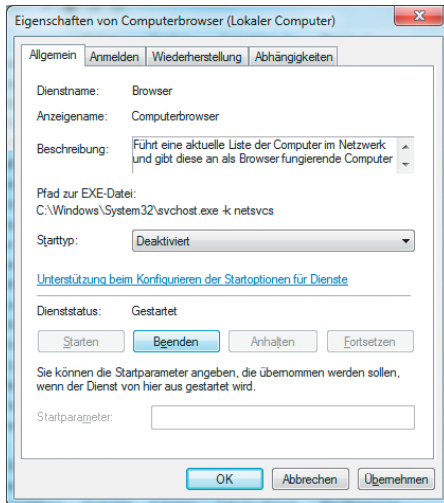 Eigenschaften von Computerbrowser (Lokaler Computer)
Allgemein Anmelden Wiederherstellung Abhängigkeiten
Dienstname: Browser
Anzeigename: Computerbrowser
Beschreibung: Führt eine aktuelle Liste der Computer im Netzwerk
und gibt diese an als Browser fungierende Computer
Pfad zur EXE-Datei:
C:\Windows\System32\svchost.exe -k netsvcs
Starttyp: Deaktiviert
Unterstützung beim Konfigurieren der Startoptionen für Dienste
Dienststatus: Gestartet
Starten Beenden Anhalten Fortsetzen
Sie können die Startparameter angeben, die übernommen werden sollen,
wenn der Dienst von hier aus gestartet wird.
Startparameter:
OK Abbrechen Übernehmen